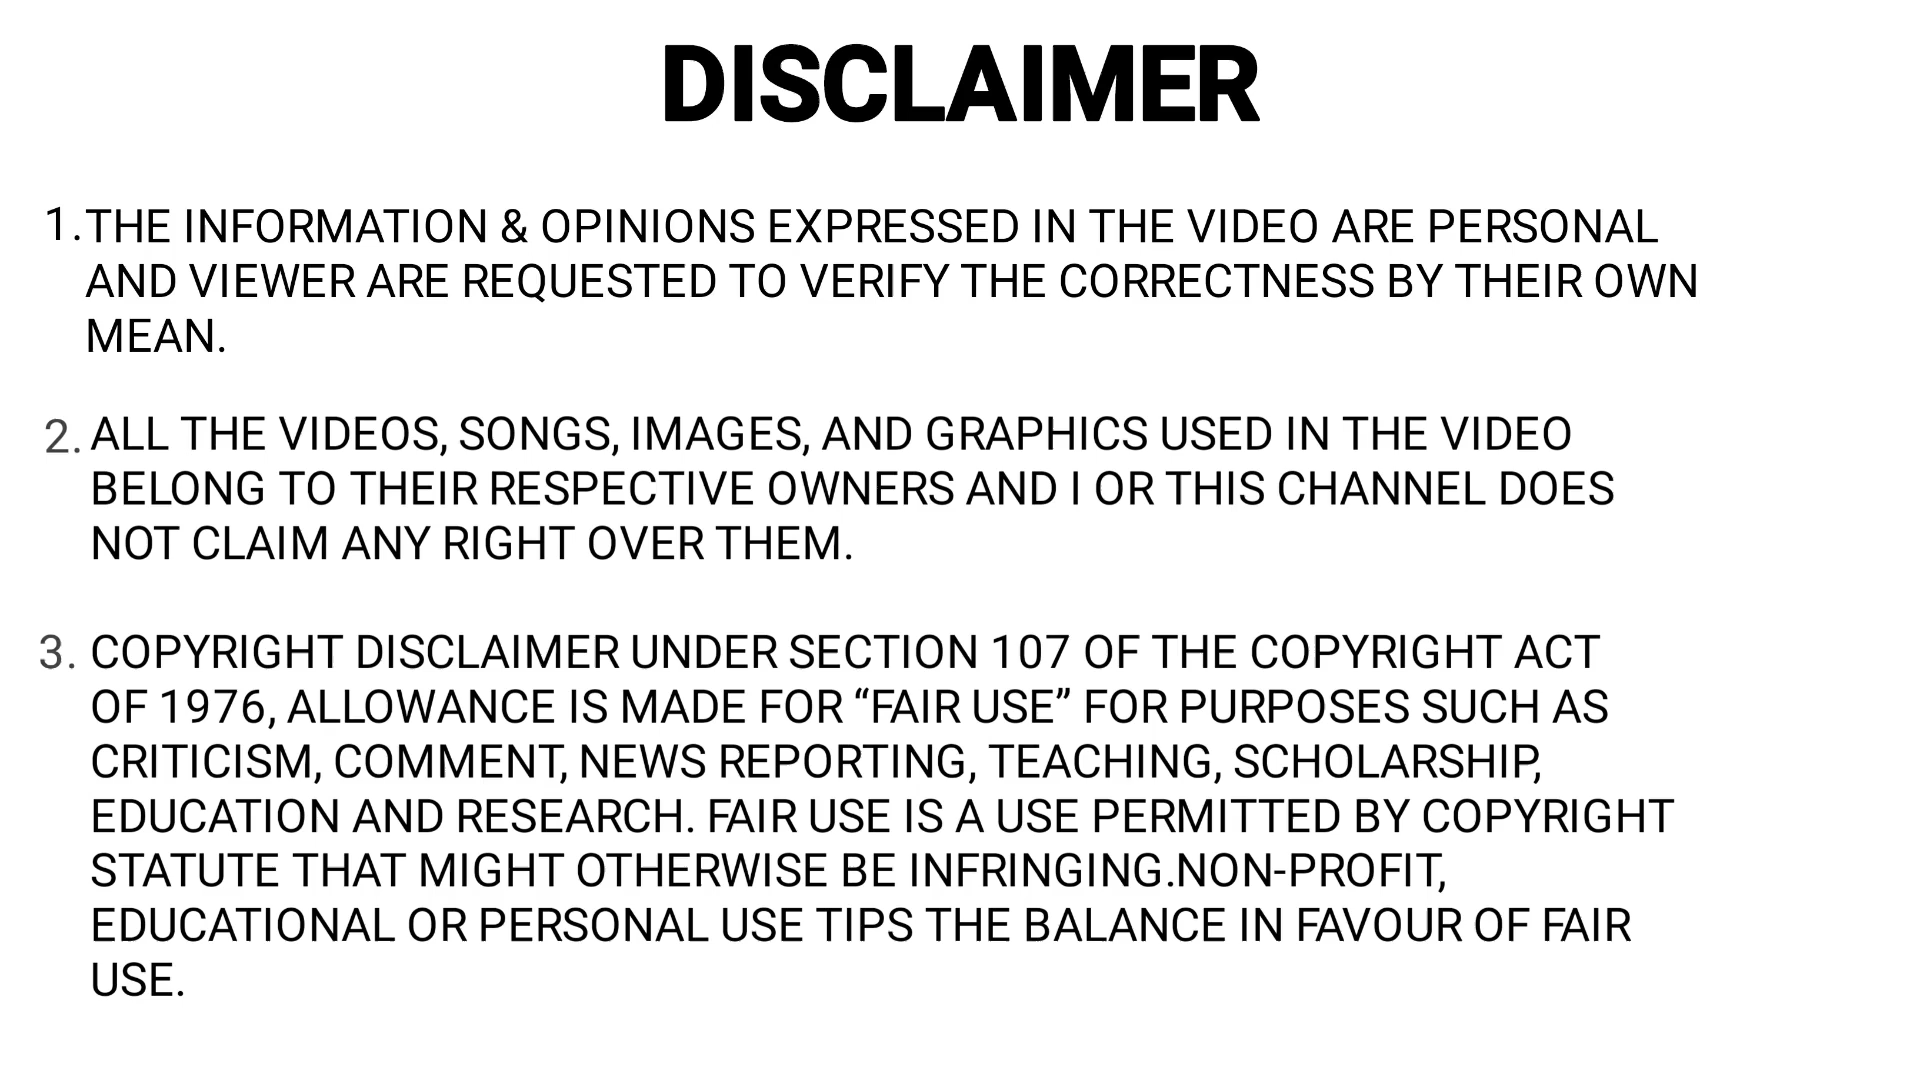 DISCLAIMER
1. THE INFORMATION & OPINIONS EXPRESSED IN THE VIDEO ARE PERSONAL
AND VIEWER ARE REQUESTED TO VERIFY THE CORRECTNESS BY THEIR OWN
MEAN.
2. ALL THE VIDEOS, SONGS, IMAGES, AND GRAPHICS USED IN THE VIDEO
BELONG TO THEIR RESPECTIVE OWNERS AND I OR THIS CHANNEL DOES
NOT CLAIM ANY RIGHT OVER THEM.
3. COPYRIGHT DISCLAIMER UNDER SECTION 107 OF THE COPYRIGHT ACT
OF 1976, ALLOWANCE IS MADE FOR “FAIR USE” FOR PURPOSES SUCH AS
CRITICISM, COMMENT, NEWS REPORTING, TEACHING, SCHOLARSHIP,
EDUCATION AND RESEARCH. FAIR USE IS A USE PERMITTED BY COPYRIGHT
STATUTE THAT MIGHT OTHERWISE BE INFRINGING.NON-PROFIT,
EDUCATIONAL OR PERSONAL USE TIPS THE BALANCE IN FAVOUR OF FAIR
USE.